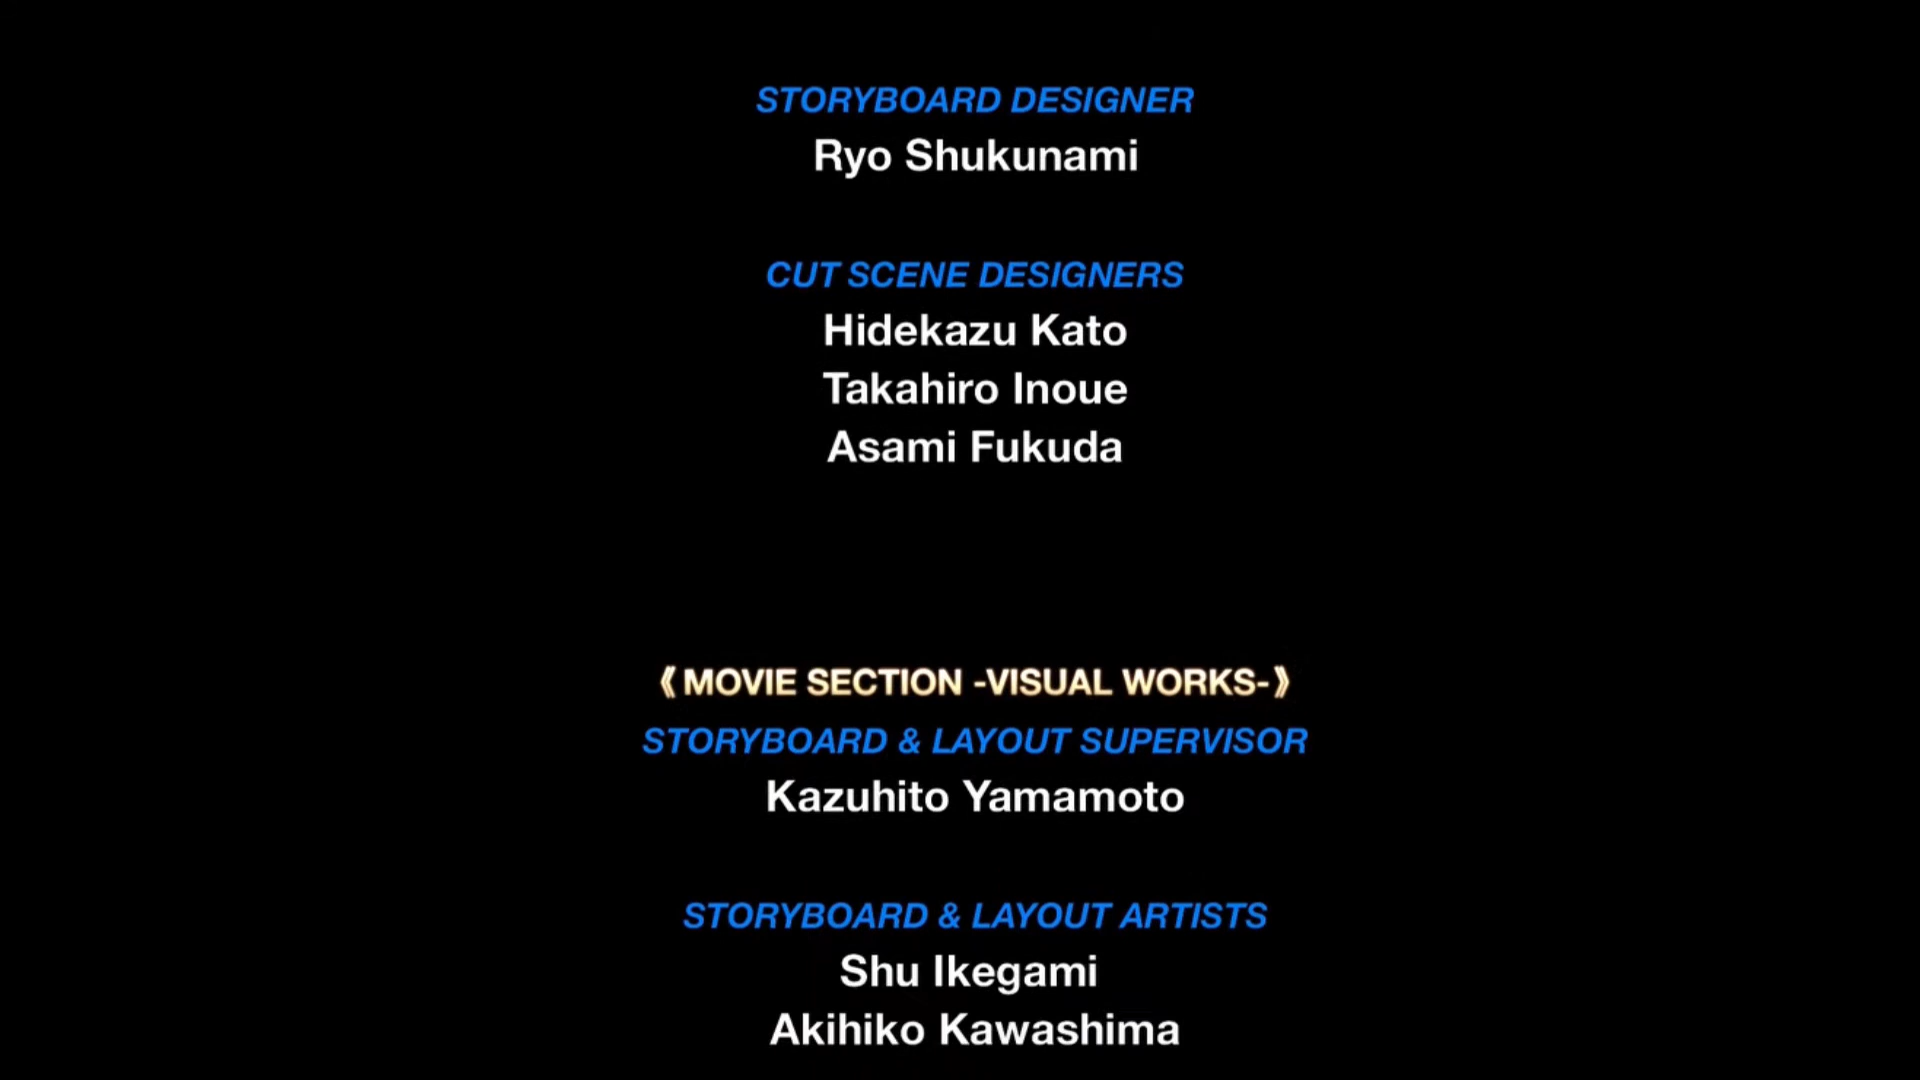 STORYBOARD DESIGNER
Ryo Shukunami
CUT SCENE DESIGNERS
Hidekazu Kato
Takahiro Inoue
Asami Fukuda
《MOVIE SECTION -VISUAL WORKS-》
STORYBOARD & LAYOUT SUPERVISOR
Kazuhito Yamamoto
STORYBOARD & LAYOUT ARTISTS
Shu Ikegami
Akihiko Kawashima